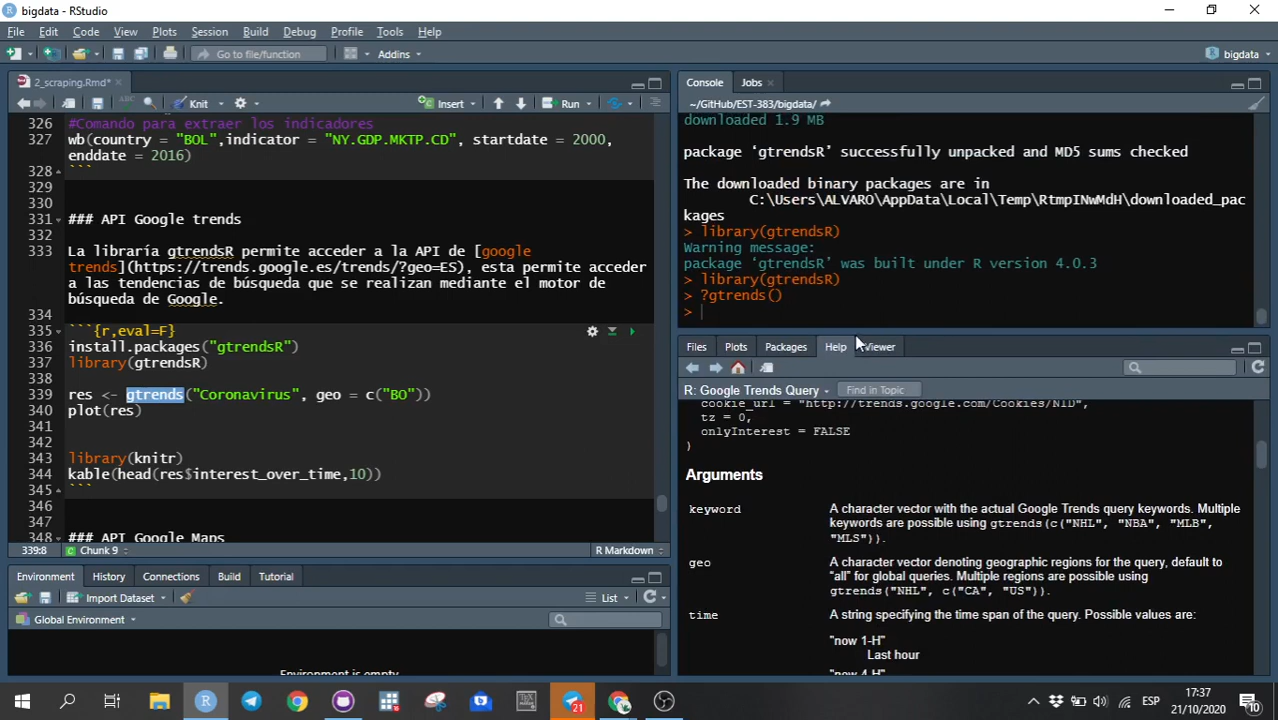 bigdata - RStudio
File Edit Code View Plots Session Build Debug Profile Tools Help
Go to file/function Addins bigdata
2_scraping.Rmd*
ABC Knit Insert Run
326 #Comando para extraer los indicadores
327 wb(country = "BOL",indicator = "NY.GDP.MKTP.CD", startdate = 2000,
enddate = 2016)
328 ```
329
330
331 ### API Google trends
332
333 La libraría gtrendsR permite acceder a la API de [google
trends](https://trends.google.es/trends/?geo=ES), esta permite acceder
a las tendencias de búsqueda que se realizan mediante el motor de
búsqueda de Google.
334
335 ```{r,eval=F}
336 install.packages("gtrendsR")
337 library(gtrendsR)
338
339 res <- gtrends("Coronavirus", geo = c("BO"))
340 plot(res)
341
342
343 library(knitr)
344 kable(head(res$interest_over_time,10))
345 ```
346
347
348 ### API Google Maps
339:8 Chunk 9 R Markdown
Environment History Connections Build Tutorial
Import Dataset List
Global Environment
Environment is empty
Console Jobs
~/GitHub/EST-383/bigdata/
downloaded 1.9 MB
package ‘gtrendsR’ successfully unpacked and MD5 sums checked
The downloaded binary packages are in
C:\Users\ALVARO\AppData\Local\Temp\RtmpINwMdH\downloaded_pac
kages
> library(gtrendsR)
Warning message:
package ‘gtrendsR’ was built under R version 4.0.3
> library(gtrendsR)
> ?gtrends()
>
Files Plots Packages Help Viewer
R: Google Trends Query Find in Topic
cookie_url = "http://trends.google.com/Cookies/NID",
tz = 0,
onlyInterest = FALSE
)
Arguments
keyword A character vector with the actual Google Trends query keywords. Multiple
keywords are possible using gtrends(c("NHL", "NBA", "MLB",
"MLS")).
geo A character vector denoting geographic regions for the query, default to
“all” for global queries. Multiple regions are possible using
gtrends("NHL", c("CA", "US")).
time A string specifying the time span of the query. Possible values are:
"now 1-H"
Last hour
"now 4-H"
21 ESP 17:37
21/10/2020 10